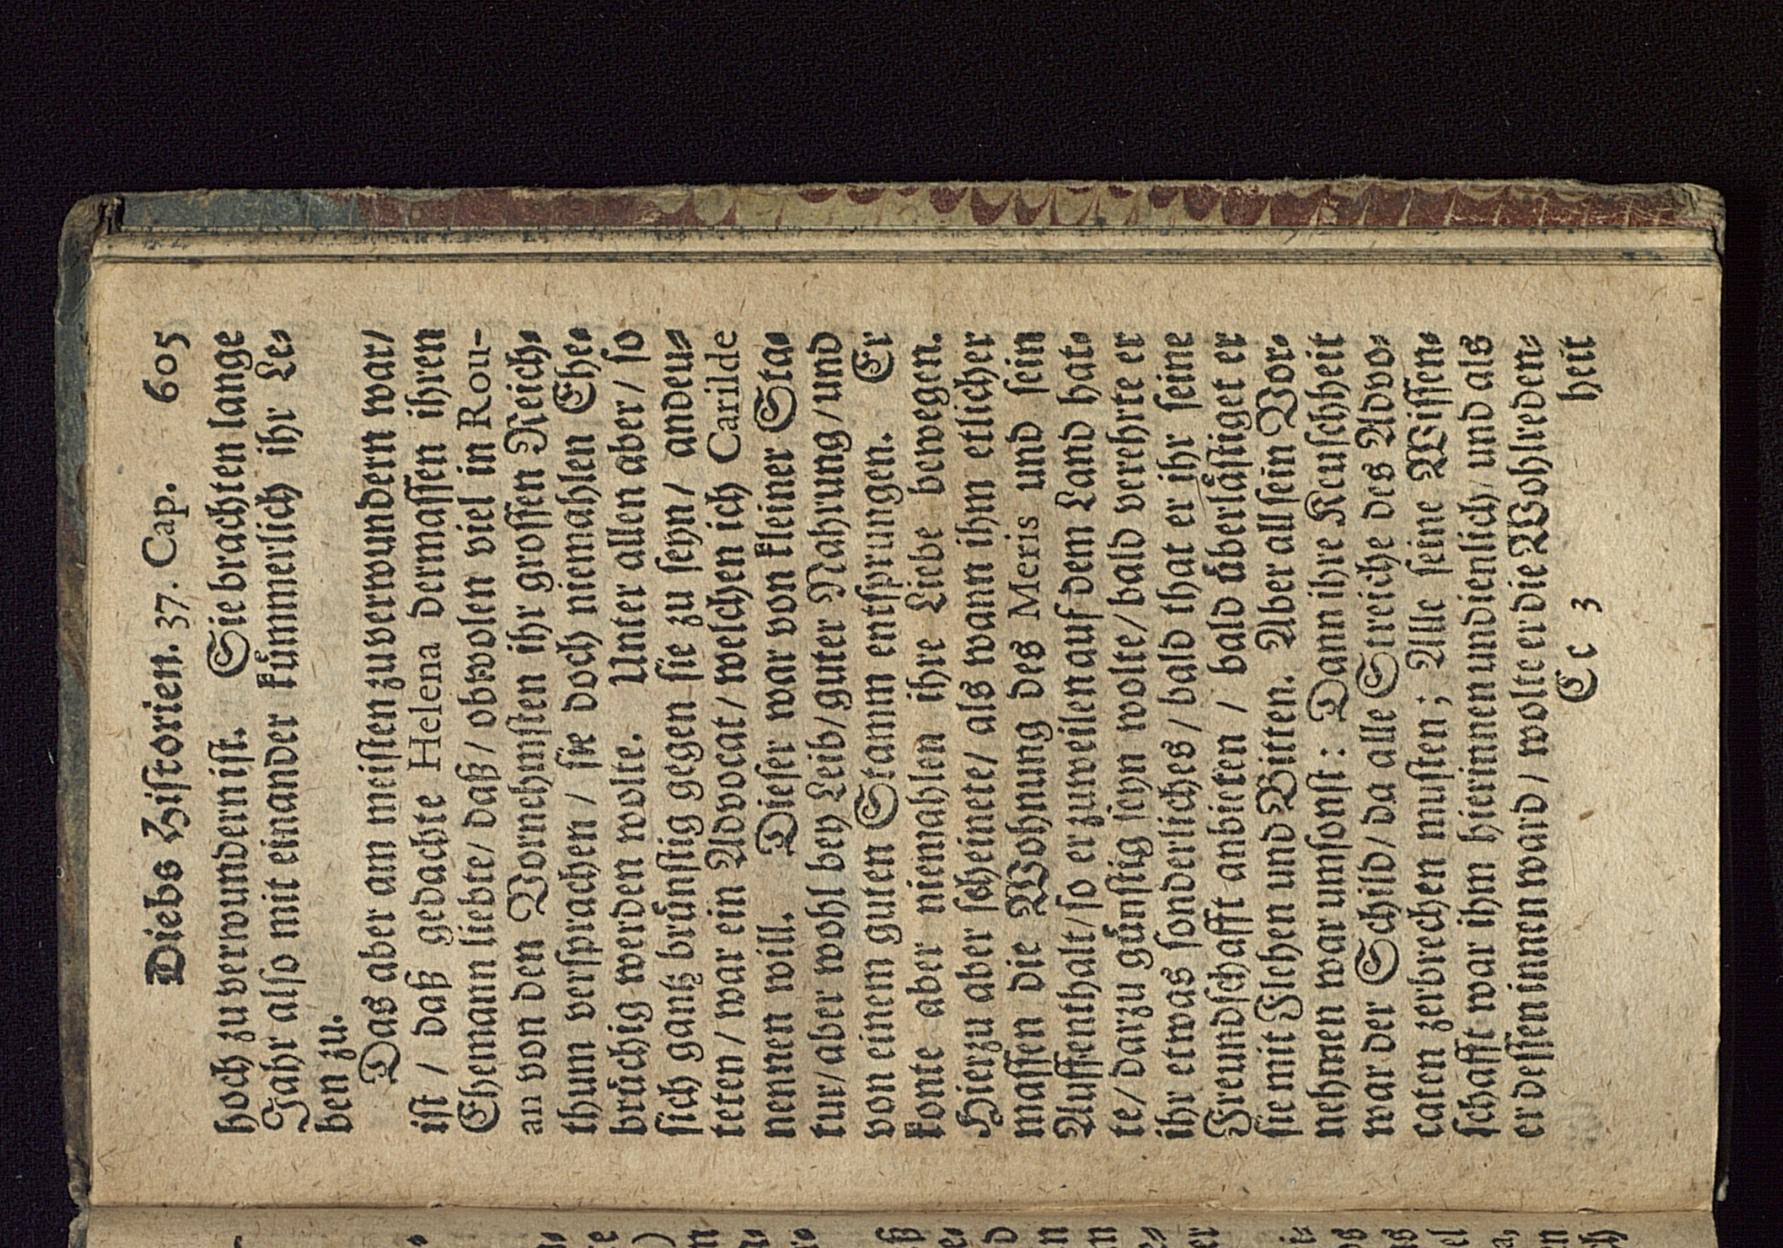 Diebs Historien. 37. Cap. 605
hoch zu verwundern ist. Sie brachten lange
Jahr also mit einander kümmerlich ihr Le-
ben zu.
Das aber am meisten zu verwundern war/
ist / daß gedachte Helena dermassen ihren
Ehemann liebte/ daß/ obwolen viel in Rou-
an von den Vornehmsten ihr grossen Reich-
thum versprachen / sie doch niemahlen Ehe-
brüchig werden wolte. Unter allen aber/ so
sich gantz brünstig gegen sie zu seyn/ andeu-
teten/ war ein Advocat/ welchen ich Carilde
nennen will. Dieser war von kleiner Sta-
tur/ aber wohl bey Leib/ guter Nahrung/ und
von einem guten Stamm entsprungen. Er
konte aber niemahlen ihre Liebe bewegen.
Hierzu aber scheinete/ als wann ihm etlicher
massen die Wohnung des Meris und sein
Auffenthalt/ so er zuweilen auf dem Land hat-
te/ darzu günstig seyn wolte/ bald verehrte er
ihr etwas sonderliches/ bald that er ihr seine
Freundschafft anbieten / bald überlästiget er
sie mit Flehen und Bitten. Aber all sein Vor-
nehmen war umsonst: Dann ihre Keuschheit
war der Schild/ da alle Streiche des Advo-
caten zerbrechen musten; Alle seine Wissen-
schafft war ihm hierinnen undienlich/ und als
er dessen innen ward/ wolte er die Wohlreden-
Cc 3 heit